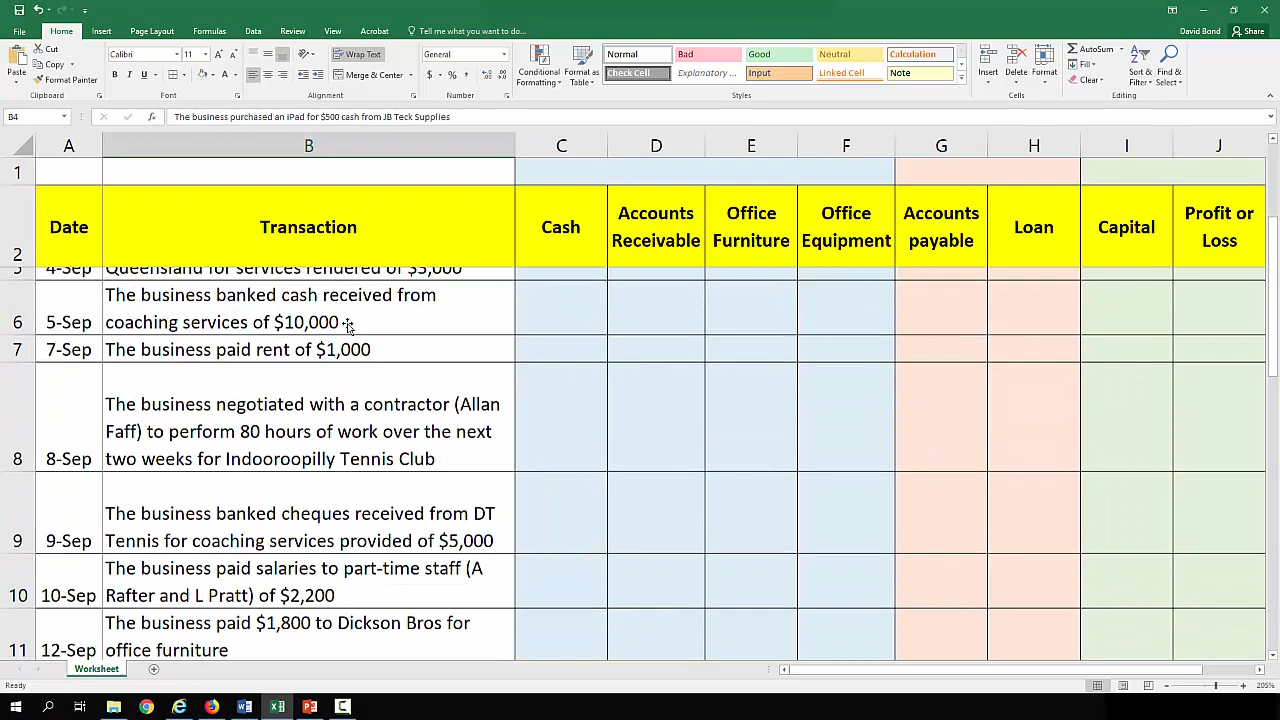 File Home Insert Page Layout Formulas Data Review View Acrobat Tell me what you want to do... David Bond Share
Paste Cut Copy Format Painter Clipboard
Calibri 11 Font
Wrap Text Merge & Center Alignment
General Number
Conditional Formatting Format as Table
Normal Bad Good Neutral Calculation
Check Cell Explanatory ... Input Linked Cell Note
Styles
Insert Delete Format Cells
AutoSum Fill Clear Sort & Filter Find & Select Editing
B4 The business purchased an iPad for $500 cash from JB Teck Supplies
A B C D E F G H I J
1
2 Date Transaction Cash Accounts Receivable Office Furniture Office Equipment Accounts payable Loan Capital Profit or Loss
5 4-Sep Queensland for services rendered of $5,000
The business banked cash received from
6 5-Sep coaching services of $10,000
7 7-Sep The business paid rent of $1,000
The business negotiated with a contractor (Allan
Faff) to perform 80 hours of work over the next
8 8-Sep two weeks for Indooroopilly Tennis Club
The business banked cheques received from DT
9 9-Sep Tennis for coaching services provided of $5,000
The business paid salaries to part-time staff (A
10 10-Sep Rafter and L Pratt) of $2,200
The business paid $1,800 to Dickson Bros for
11 12-Sep office furniture
Worksheet
Ready 205%